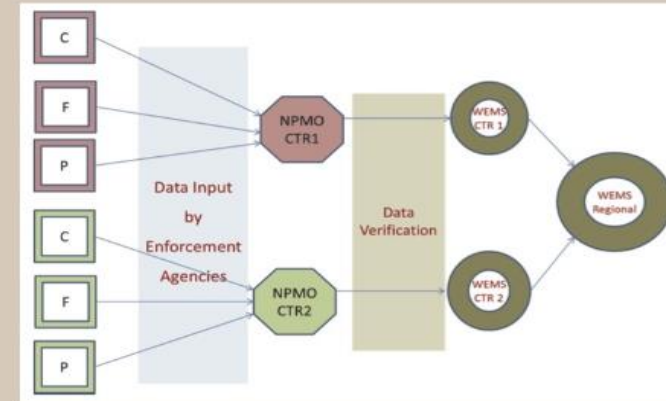 C
F
P
C
F
P
Data Input
by
Enforcement
Agencies
NPMO
CTR1
NPMO
CTR2
Data
Verification
WEMS
CTR 1
WEMS
CTR 2
WEMS
Regional